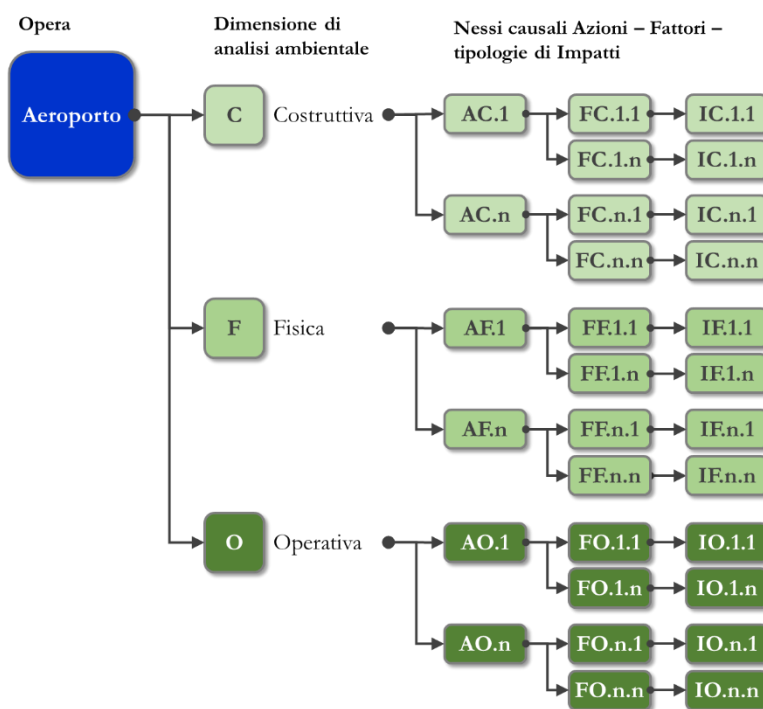 Opera
Dimensione di
analisi ambientale
Nessi causali Azioni – Fattori –
tipologie di Impatti
Aeroporto
C
Costruttiva
AC.1
FC.1.1
IC.1.1
FC.1.n
IC.1.n
AC.n
FC.n.1
IC.n.1
FC.n.n
IC.n.n
F
Fisica
AF.1
FF.1.1
IF.1.1
FF.1.n
IF.1.n
AF.n
FF.n.1
IF.n.1
FF.n.n
IF.n.n
O
Operativa
AO.1
FO.1.1
IO.1.1
FO.1.n
IO.1.n
AO.n
FO.n.1
IO.n.1
FO.n.n
IO.n.n